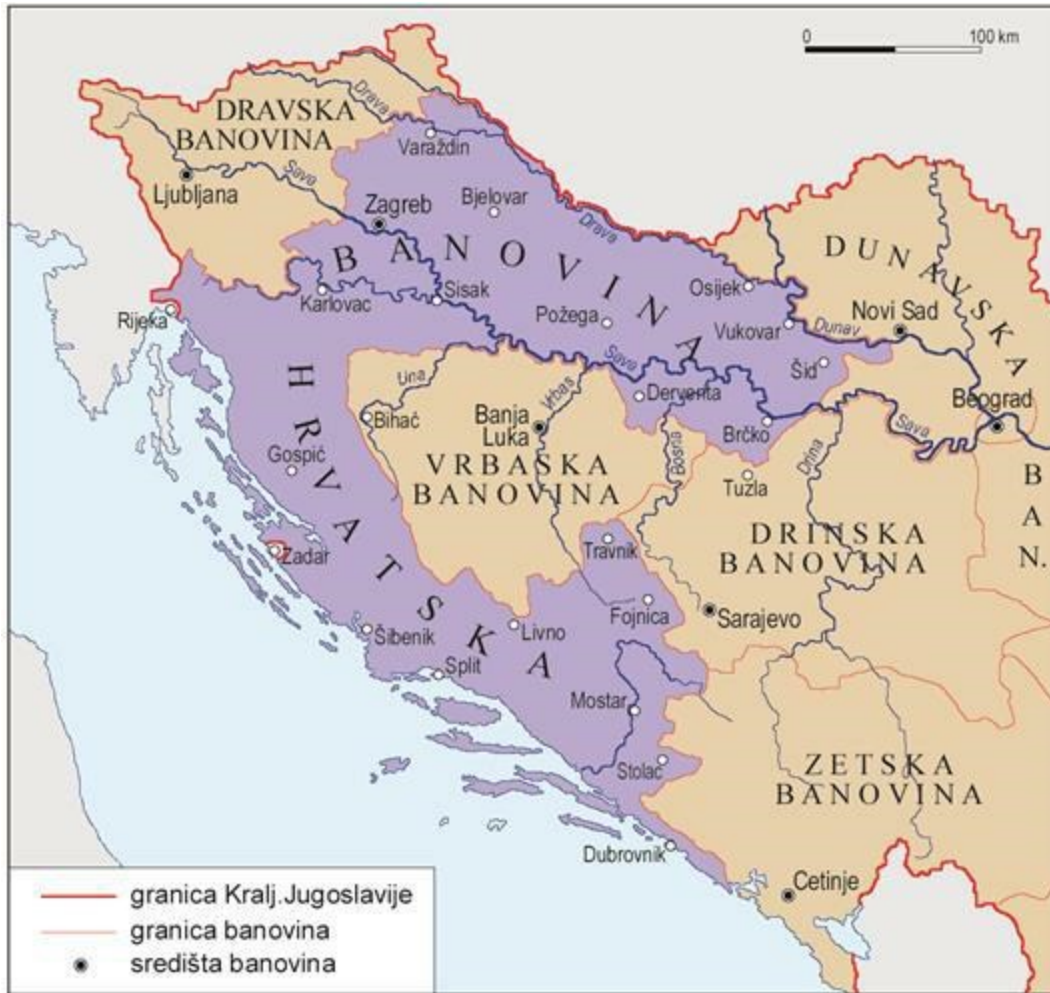 0 100 km
DRAVSKA
BANOVINA
Drava
Varaždin
Ljubljana
Sava
Zagreb
Bjelovar
BANOVINA
Drava
DUNAVSKA
Karlovac
Sisak
Osijek
Rijeka
Požega
Vukovar
Novi Sad
Dunav
HRVATSKA
Una
Vrbas
Sava
Šid
Derventa
Beograd
Bihać
Banja
Luka
Brčko
Sava
Gospić
VRBASKA
BANOVINA
Bosna
Drina
Tuzla
BAN.
Zadar
Travnik
DRINSKA
BANOVINA
Fojnica
Sarajevo
Šibenik
Livno
Split
Mostar
Stolac
ZETSKA
BANOVINA
Dubrovnik
Cetinje
granica Kralj.Jugoslavije
granica banovina
središta banovina